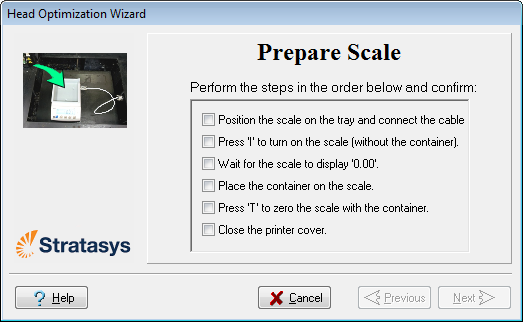 Head Optimization Wizard
Prepare Scale
Perform the steps in the order below and confirm:
Position the scale on the tray and connect the cable
Press 'I' to turn on the scale (without the container).
Wait for the scale to display '0.00'.
Place the container on the scale.
Press 'T' to zero the scale with the container.
Close the printer cover.
Stratasys
? Help
Cancel
Previous
Next